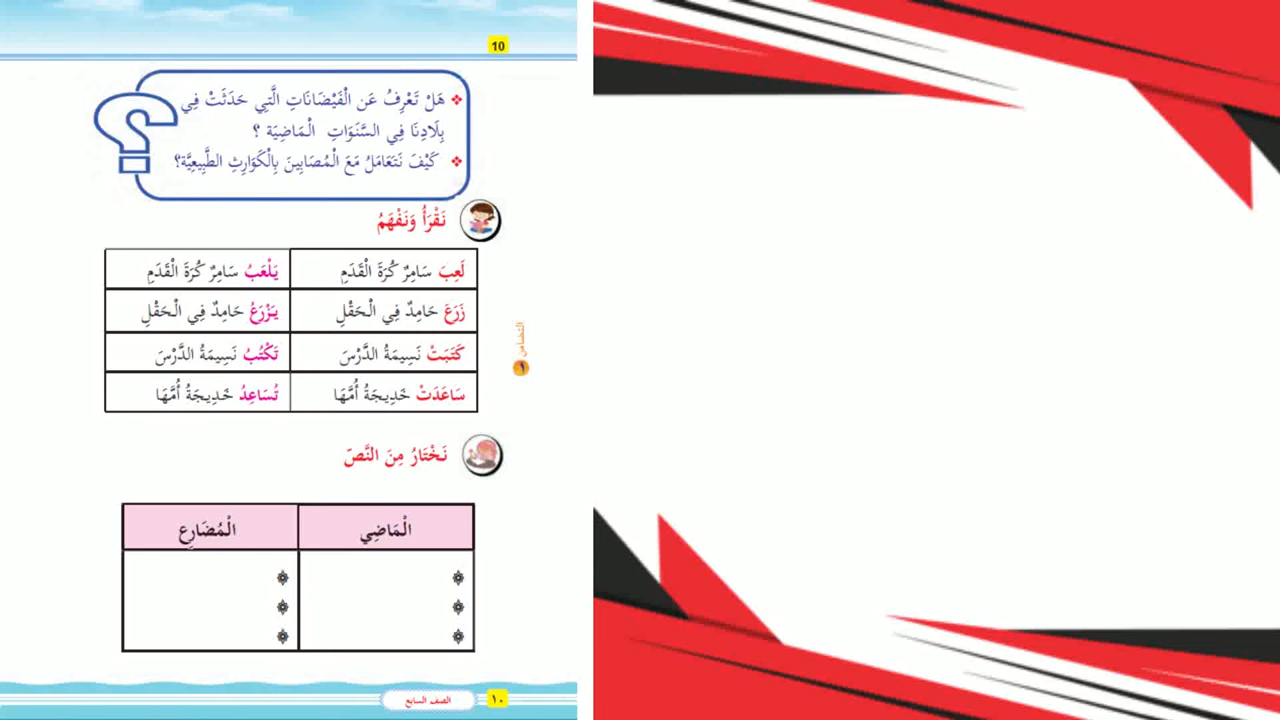 10
❖ هَلْ تَعْرِفُ عَن الْفَيْضَانَاتِ الَّتِي حَدَثَتْ فِي
بِلَادِنَا فِي السَّنَوَاتِ الْمَاضِيَة ؟
❖ كَيْفَ نَتَعَامَلُ مَعَ الْمُصَابِينَ بِالْكَوَارِثِ الطَّبِيعِيَّة؟
?
نَقْرَأُ وَنَفْهَمُ
لَعِبَ سَامِرٌ كُرَةَ الْقَدَمِ يَلْعَبُ سَامِرٌ كُرَةَ الْقَدَمِ
زَرَعَ حَامِدٌ فِي الْحَقْلِ يَزْرَعُ حَامِدٌ فِي الْحَقْلِ
كَتَبَتْ نَسِيمَةُ الدَّرْسَ تَكْتُبُ نَسِيمَةُ الدَّرْسَ
سَاعَدَتْ خَدِيجَةُ أُمَّهَا تُسَاعِدُ خَدِيجَةُ أُمَّهَا
التضامن
١
نَخْتَارُ مِنَ النَّصّ
الْمَاضِي الْمُضَارِع
١٠
الصف السابع